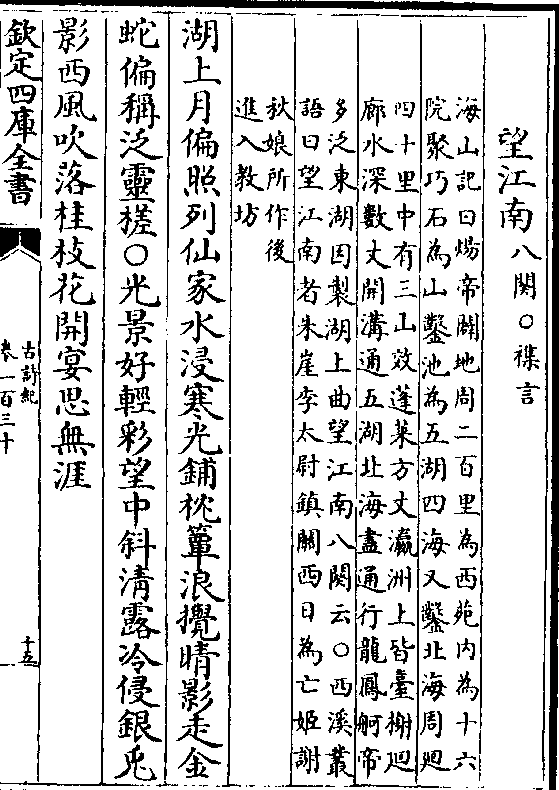 望江南八闋○襍言
海山記曰煬帝闢地周二百里為西苑内為十六
院聚巧石為山鑿池為五湖四海又鑿北海周廻
四十里中有三山效蓬莱方丈瀛洲上皆臺榭廻
廊水深數丈開溝通五湖北海盡通行龍鳳舸帝
多泛東湖因製湖上曲望江南八闋云○西溪叢
語曰望江南者朱崖李太尉鎮關西日為亡姬謝
秋娘所作後
進入教坊
湖上月偏照列仙家水浸寒光鋪枕簟浪攪晴影走金
蛇偏稱泛靈槎○光景好輕彩望中斜清露冷侵銀兎
影西風吹落桂枝花開宴思無涯
欽定四庫全書
古詩紀
卷一百三十
十五